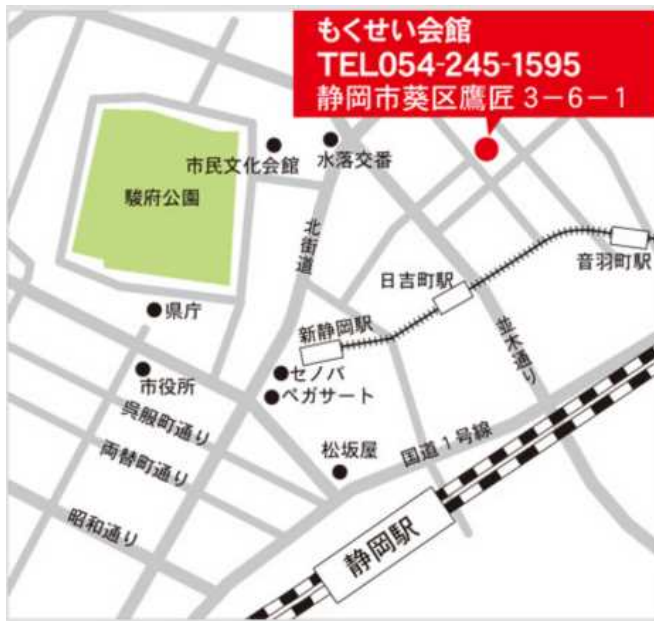 もくせい会館
TEL054-245-1595
静岡市葵区鷹匠 3-6-1
市民文化会館
水落交番
駿府公園
北街道
音羽町駅
日吉町駅
県庁
新静岡駅
並木通り
セノバ
市役所
ペガサート
呉服町通り
松坂屋
国道1号線
両替町通り
昭和通り
静岡駅